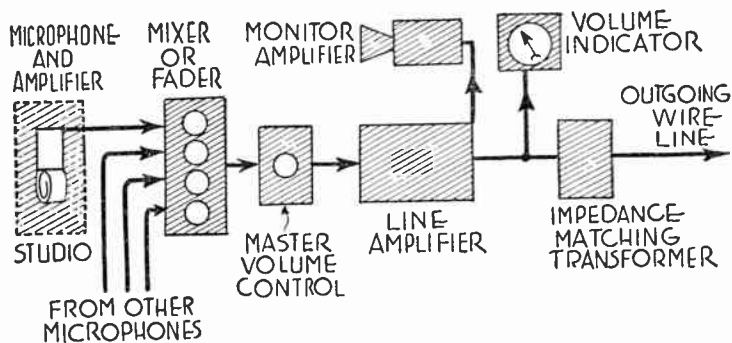 MICROPHONE
AND
AMPLIFIER
MIXER
OR
FADER
MONITOR
AMPLIFIER
VOLUME
INDICATOR
OUTGOING
WIRE
LINE
STUDIO
MASTER
VOLUME
CONTROL
LINE
AMPLIFIER
IMPEDANCE
MATCHING
TRANSFORMER
FROM OTHER
MICROPHONES